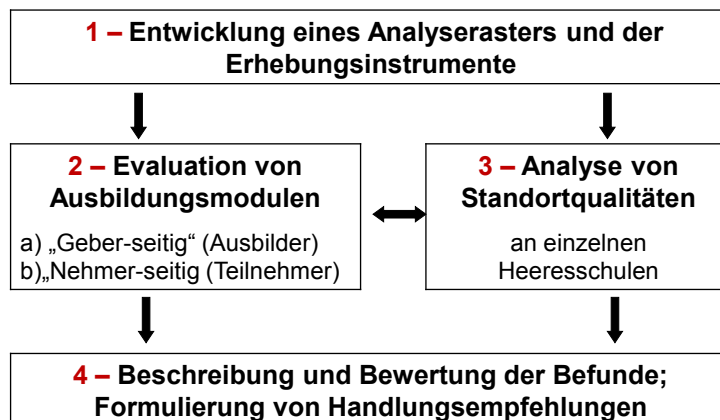 1 – Entwicklung eines Analyserasters und der
Erhebungsinstrumente
2 – Evaluation von
Ausbildungsmodulen
a) „Geber-seitig“ (Ausbilder)
b)„Nehmer-seitig (Teilnehmer)
3 – Analyse von
Standortqualitäten
an einzelnen
Heeresschulen
4 – Beschreibung und Bewertung der Befunde;
Formulierung von Handlungsempfehlungen